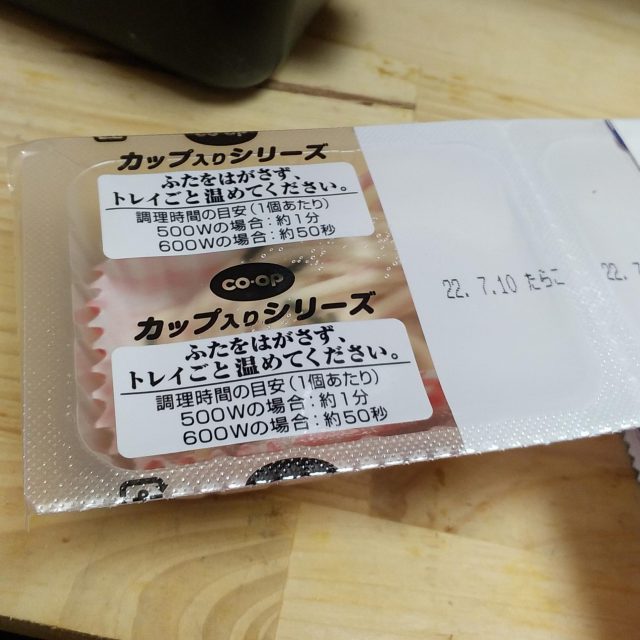 co-op
カップ入りシリーズ
ふたをはがさず、
トレイごと温めてください。
調理時間の目安(1個あたり)
500Wの場合:約1分
600Wの場合:約50秒
co-op
カップ入りシリーズ
ふたをはがさず、
トレイごと温めてください。
調理時間の目安(1個あたり)
500Wの場合:約1分
600Wの場合:約50秒
22. 7.10 たらこ
22. 7